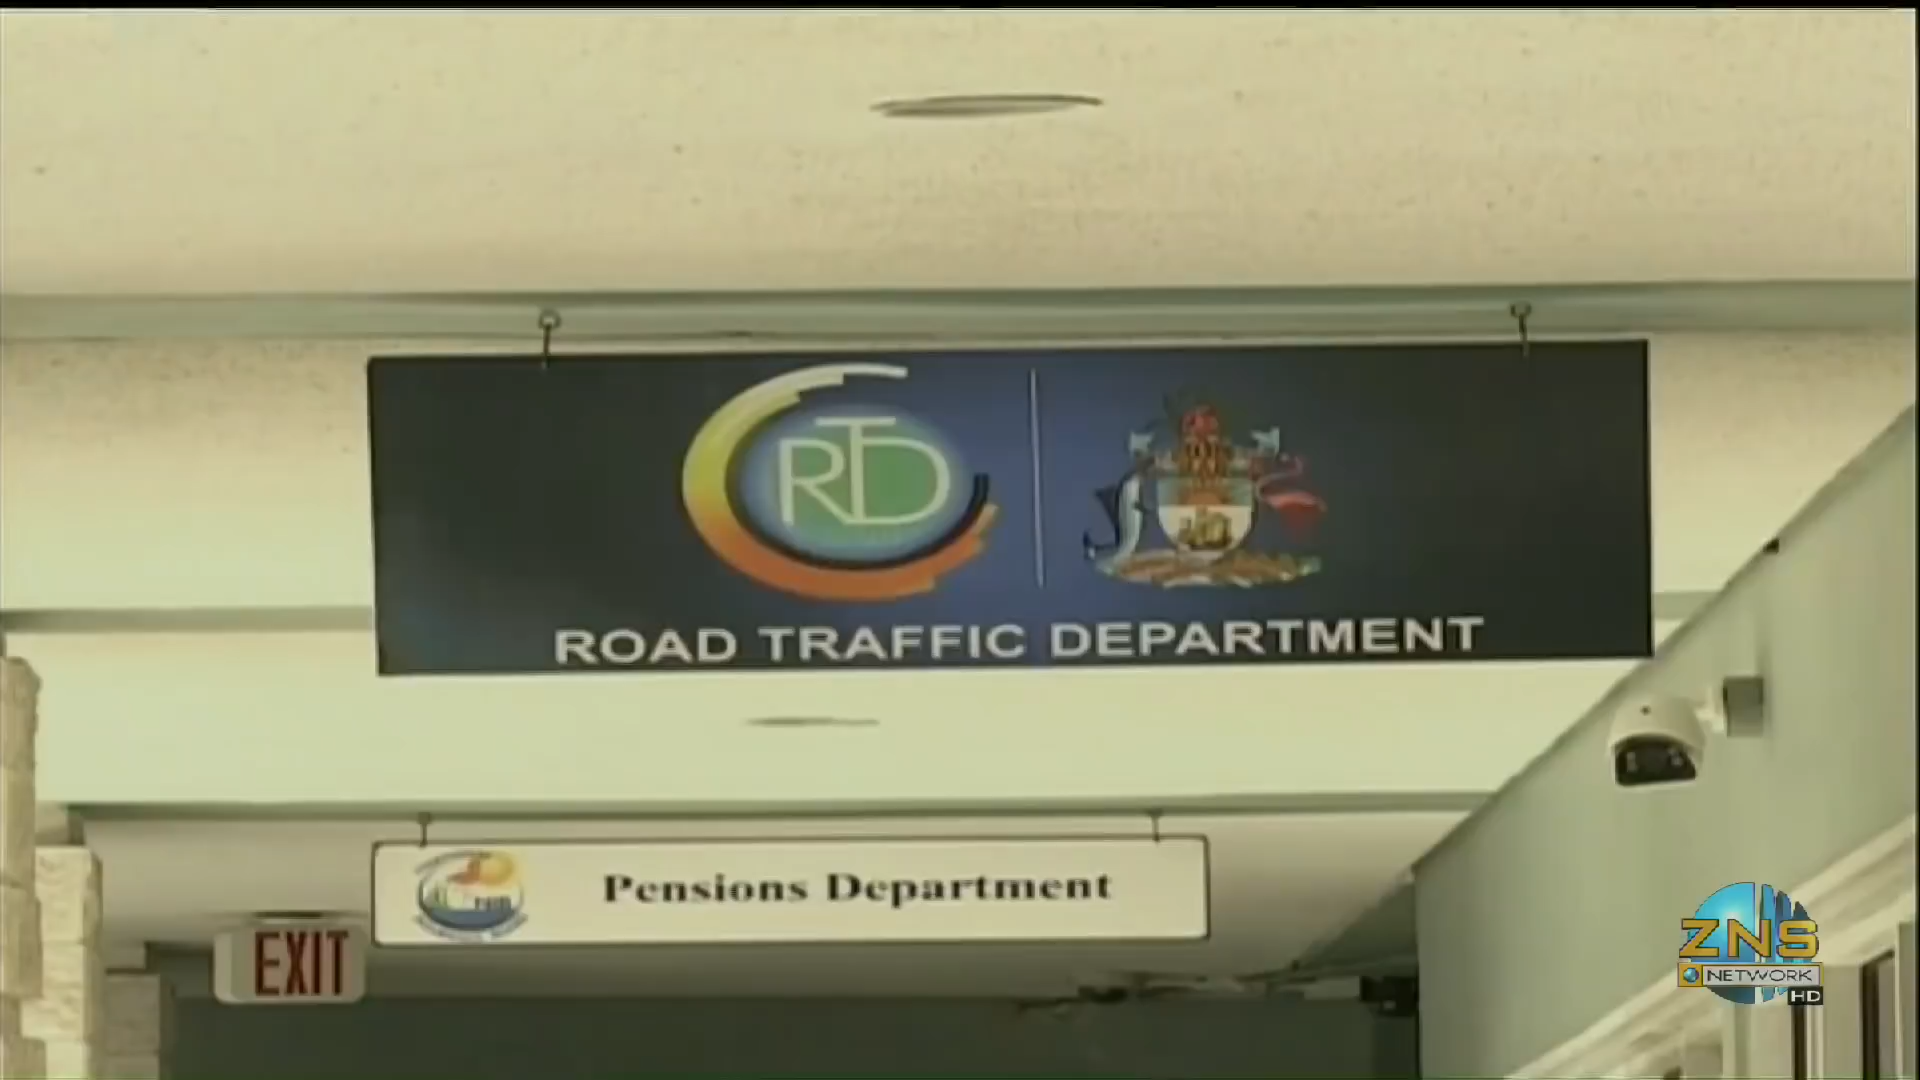 RTD
ROAD TRAFFIC DEPARTMENT
Pensions Department
EXIT
ZNS
NETWORK
HD